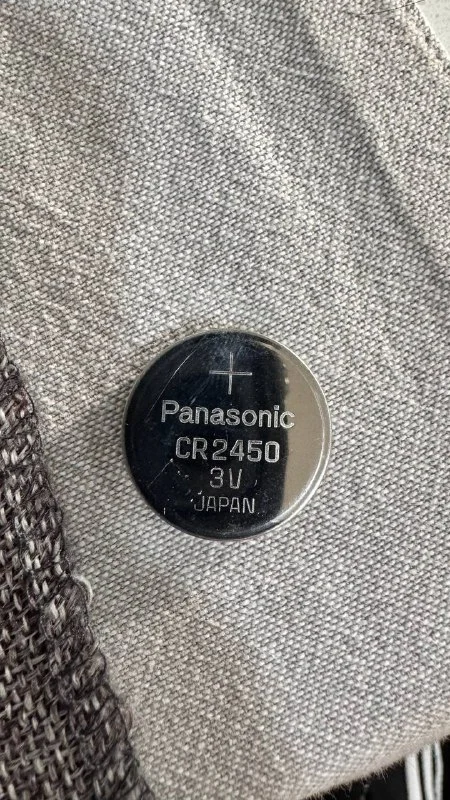 +
Panasonic
CR2450
3V
JAPAN